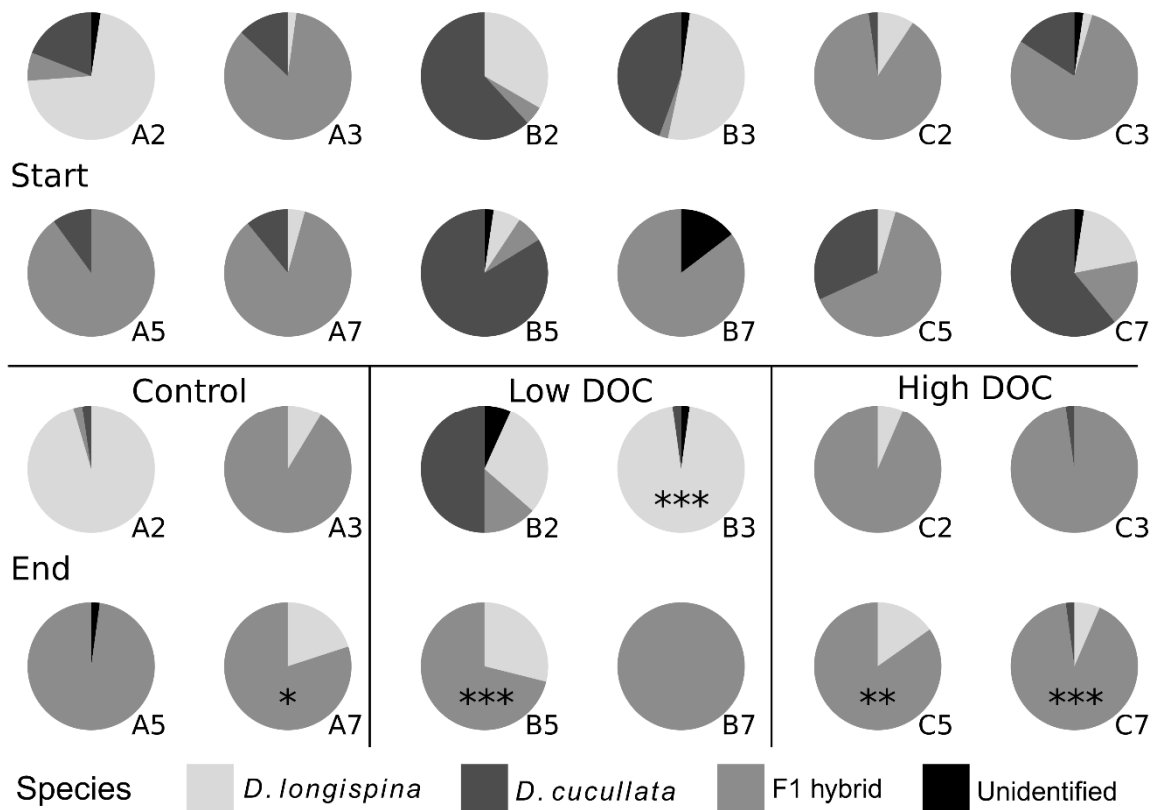 A2 A3 B2 B3 C2 C3
Start
A5 A7 B5 B7 C5 C7
Control Low DOC High DOC
A2 A3 B2 *** B3 C2 C3
End
A5 * A7 *** B5 B7 ** C5 *** C7
Species D. longispina D. cucullata F1 hybrid Unidentified